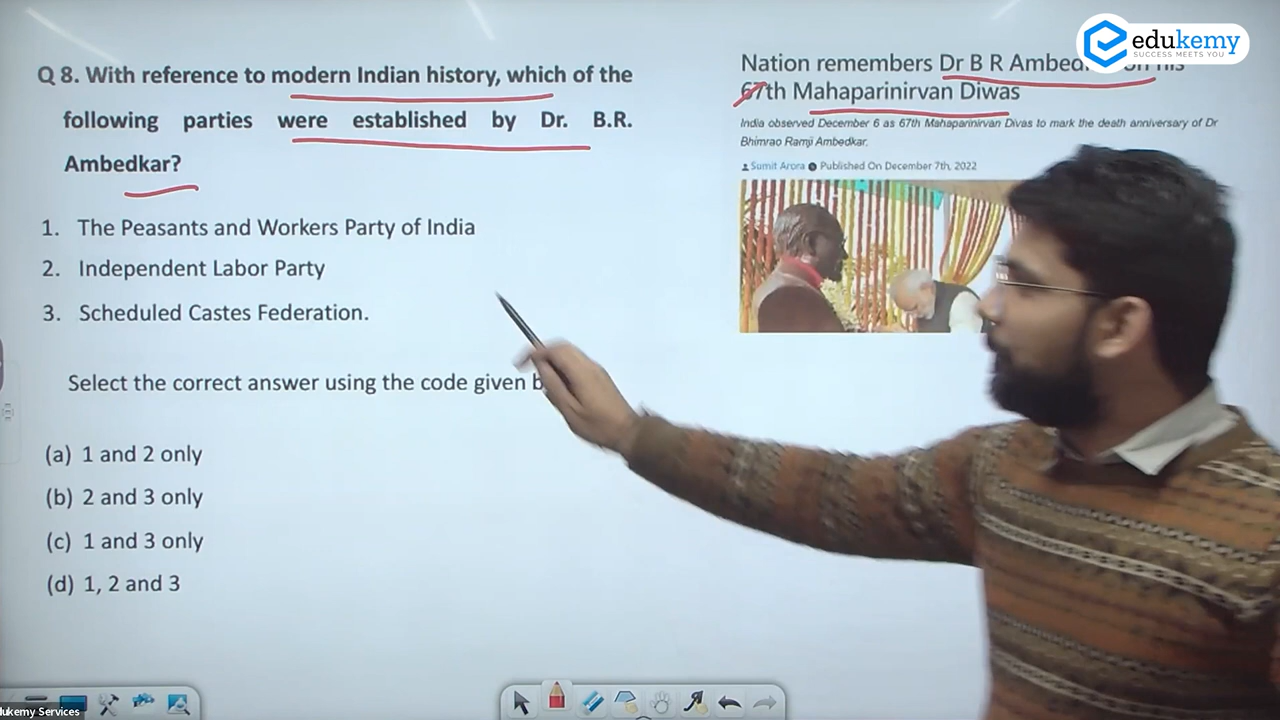 edukemy
SUCCESS MEETS YOU
Q 8. With reference to modern Indian history, which of the
following parties were established by Dr. B.R.
Ambedkar?
1. The Peasants and Workers Party of India
2. Independent Labor Party
3. Scheduled Castes Federation.
Select the correct answer using the code given
(a) 1 and 2 only
(b) 2 and 3 only
(c) 1 and 3 only
(d) 1, 2 and 3
Nation remembers Dr B R his
67th Mahaparinirvan Diwas
India observed December 6 as 67th Mahaparinirvan Divas to mark the death anniversary of Dr
Bhimrao Ramji Ambedkar.
Sumit Arora Published On December 7th, 2022
Services